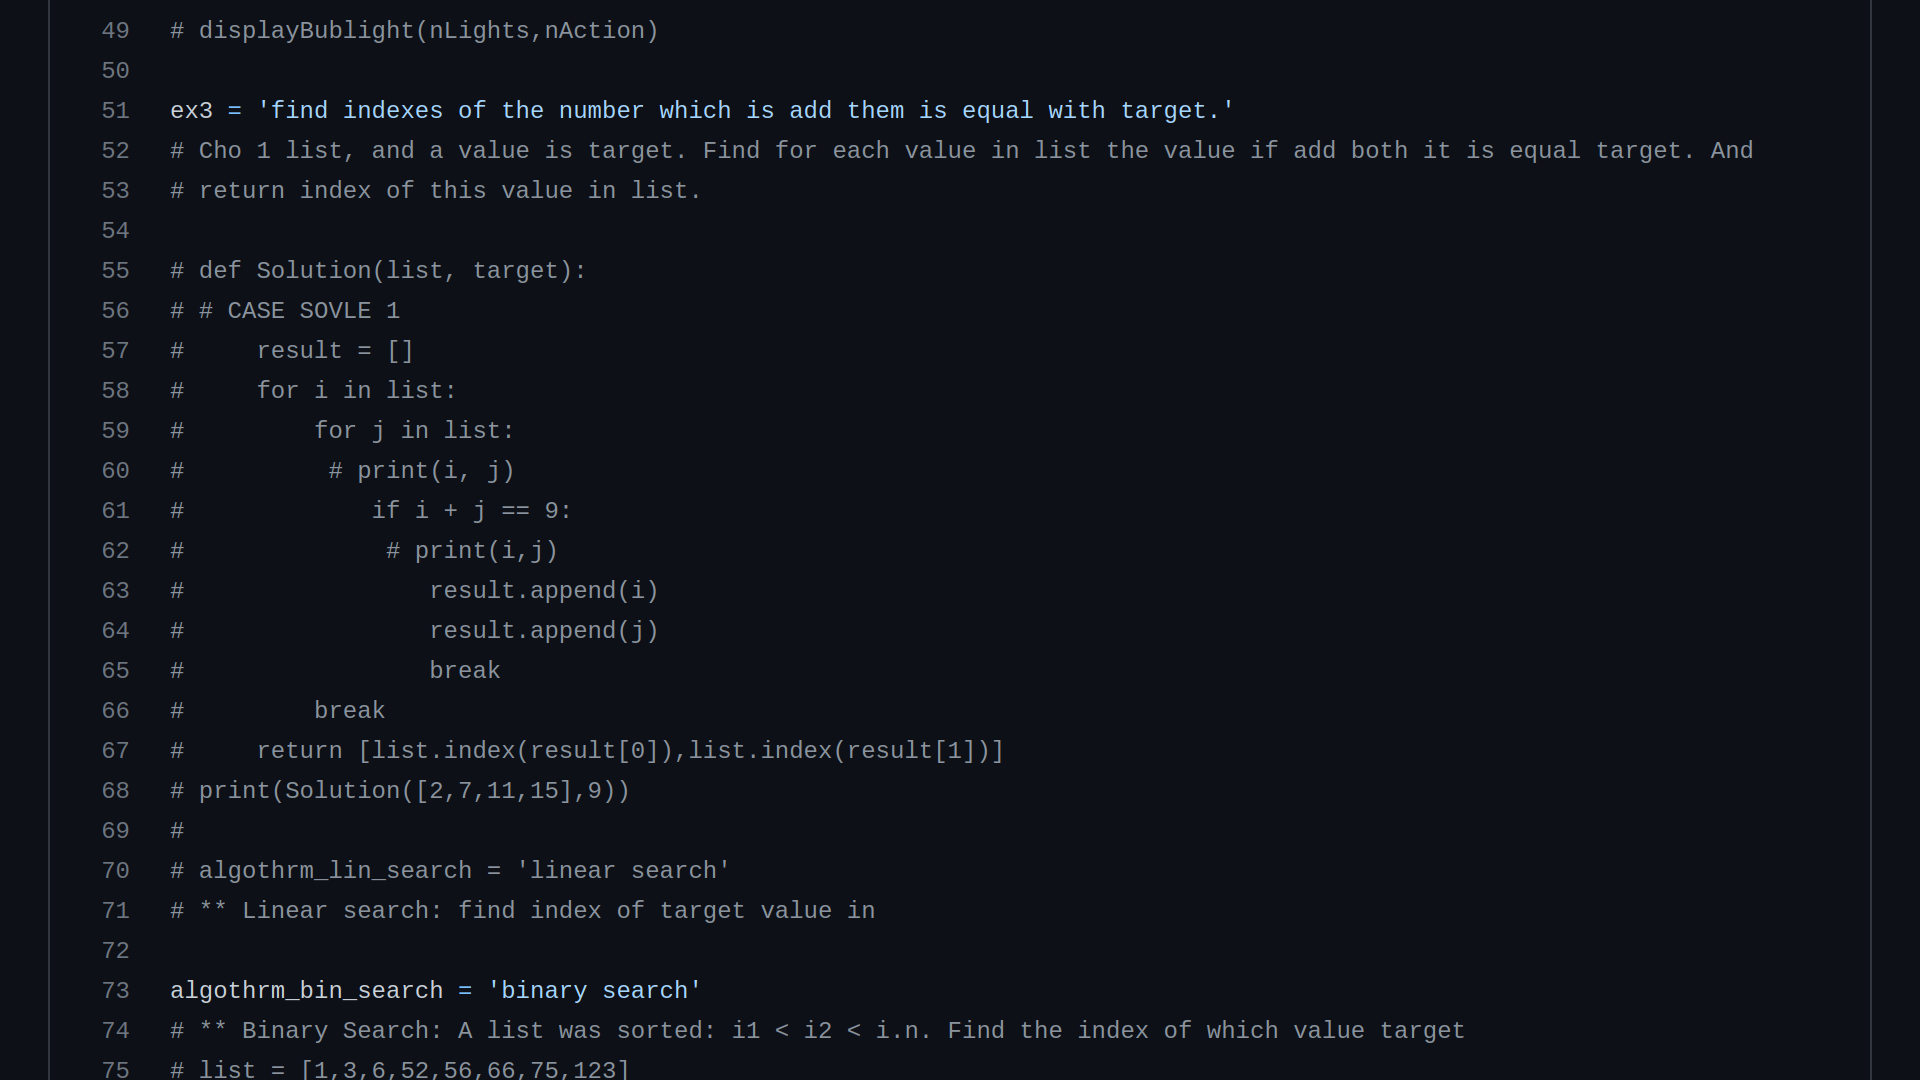 49 # displayBublight(nLights,nAction)
50
51 ex3 = 'find indexes of the number which is add them is equal with target.'
52 # Cho 1 list, and a value is target. Find for each value in list the value if add both it is equal target. And
53 # return index of this value in list.
54
55 # def Solution(list, target):
56 # # CASE SOVLE 1
57 #     result = []
58 #     for i in list:
59 #         for j in list:
60 #          # print(i, j)
61 #             if i + j == 9:
62 #              # print(i,j)
63 #                 result.append(i)
64 #                 result.append(j)
65 #                 break
66 #         break
67 #     return [list.index(result[0]),list.index(result[1])]
68 # print(Solution([2,7,11,15],9))
69 #
70 # algothrm_lin_search = 'linear search'
71 # ** Linear search: find index of target value in
72
73 algothrm_bin_search = 'binary search'
74 # ** Binary Search: A list was sorted: i1 < i2 < i.n. Find the index of which value target
75 # list = [1,3,6,52,56,66,75,123]